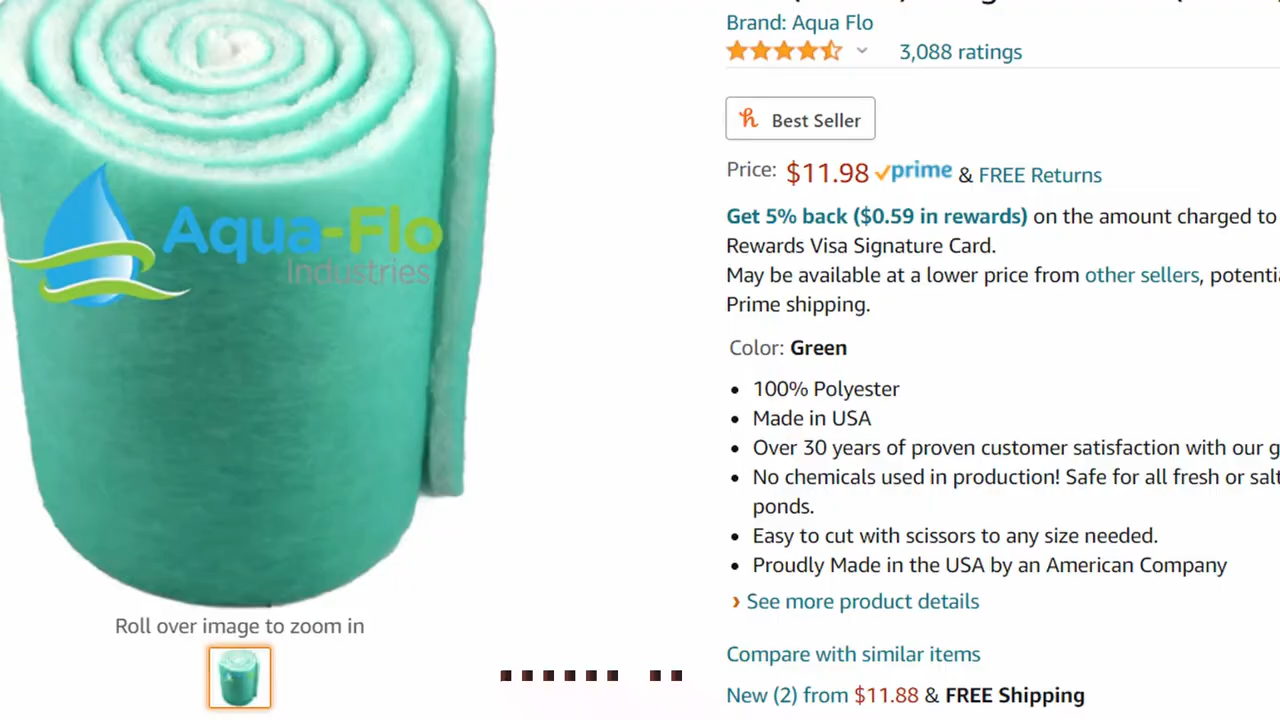 Brand: Aqua Flo
3,088 ratings
Best Seller
Price: $11.98 prime & FREE Returns
Get 5% back ($0.59 in rewards) on the amount charged to
Rewards Visa Signature Card.
May be available at a lower price from other sellers,
Prime shipping.
Color: Green
100% Polyester
Made in USA
Over 30 years of proven customer satisfaction with our
No chemicals used in production! Safe for all fresh or
ponds.
Easy to cut with scissors to any size needed.
Proudly Made in the USA by an American Company
› See more product details
Compare with similar items
New (2) from $11.88 & FREE Shipping
Aqua-Flo
Industries
Roll over image to zoom in